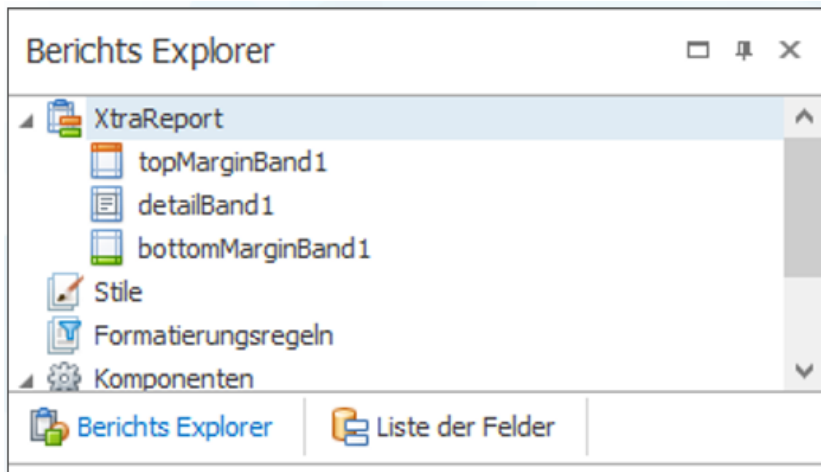 Berichts Explorer
XtraReport
topMarginBand1
detailBand1
bottomMarginBand1
Stile
Formatierungsregeln
Komponenten
Berichts Explorer
Liste der Felder